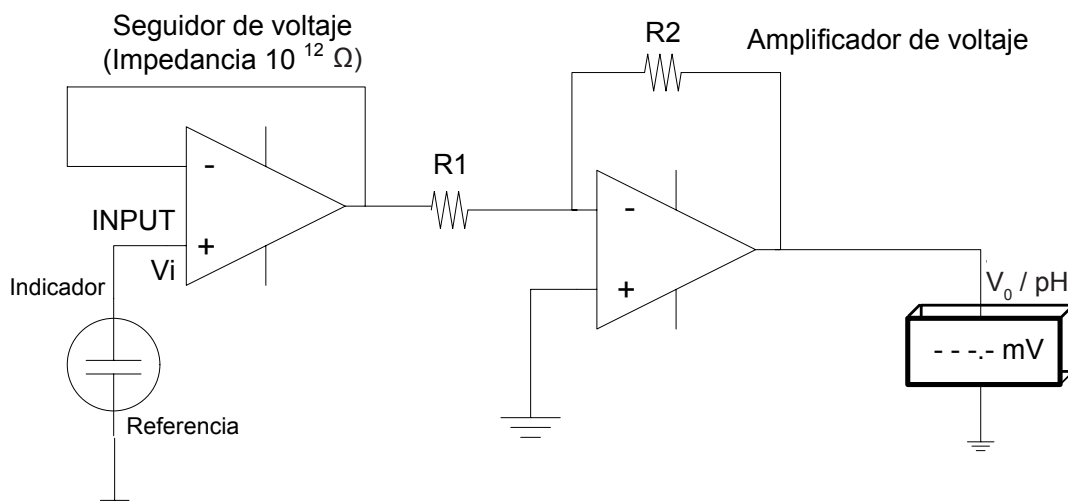 Seguidor de voltaje
(Impedancia 10 ¹² Ω)
R2
Amplificador de voltaje
R1
-
-
INPUT
+
Vi
+
Indicador
V₀ / pH
- - -.- mV
Referencia